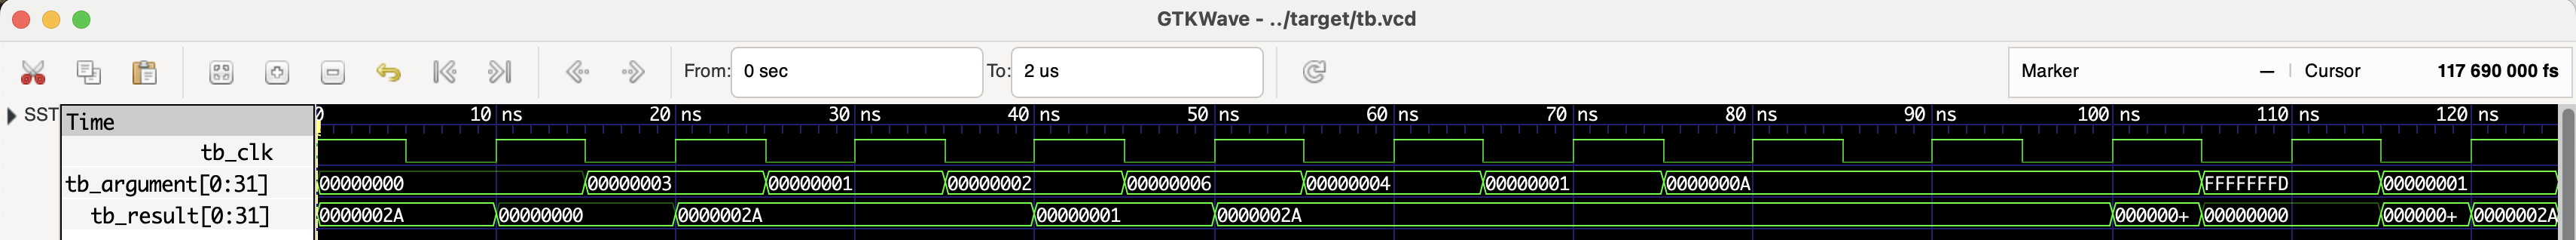 GTKWave - ../target/tb.vcd
From: 0 sec To: 2 us Marker — | Cursor 117 690 000 fs
SST Time 0 10 ns 20 ns 30 ns 40 ns 50 ns 60 ns 70 ns 80 ns 90 ns 100 ns 110 ns 120 ns
tb_clk
tb_argument[0:31] 00000000 00000003 00000001 00000002 00000006 00000004 00000001 0000000A FFFFFFFD 00000001
tb_result[0:31] 0000002A 00000000 0000002A 00000001 0000002A 000000+ 00000000 000000+ 0000002A